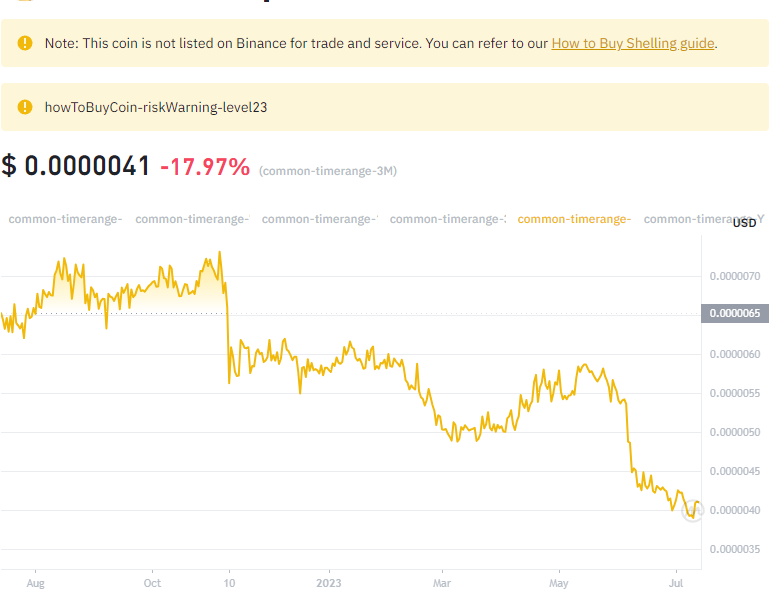 Note: This coin is not listed on Binance for trade and service. You can refer to our How to Buy Shelling guide.
howToBuyCoin-riskWarning-level23
$ 0.0000041 -17.97% (common-timerange-3M)
common-timerange- common-timerange- common-timerange- common-timerange- common-timerange- common-timerange-Y
USD
0.0000070
0.0000065
0.0000060
0.0000055
0.0000050
0.0000045
0.0000040
0.0000035
Aug Oct 10 2023 Mar May Jul